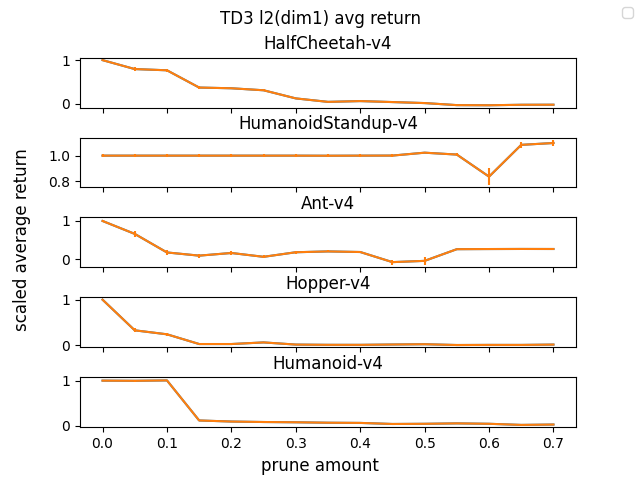 TD3 l2(dim1) avg return
HalfCheetah-v4
1
0
HumanoidStandup-v4
1.0
0.8
Ant-v4
1
0
Hopper-v4
1
0
Humanoid-v4
1
0
0.0 0.1 0.2 0.3 0.4 0.5 0.6 0.7
prune amount
scaled average return